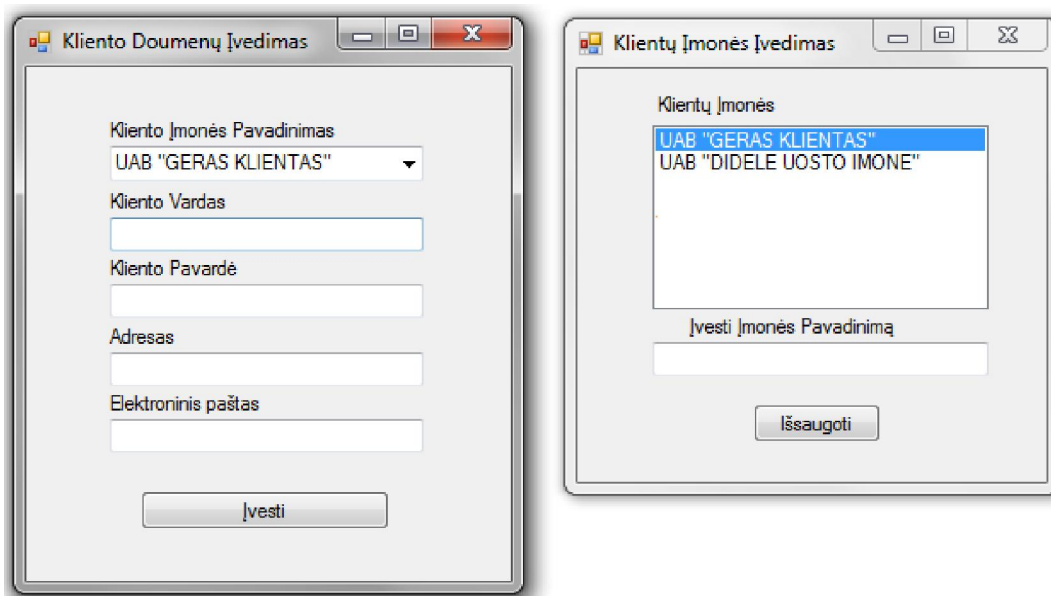 Kliento Doumenų Įvedimas
Kliento Įmonės Pavadinimas
UAB "GERAS KLIENTAS"
Kliento Vardas
Kliento Pavardė
Adresas
Elektroninis paštas
Įvesti
Klientų Įmonės Įvedimas
Klientų Įmonės
UAB "GERAS KLIENTAS"
UAB "DIDELE UOSTO IMONE"
Įvesti Įmonės Pavadinimą
Išsaugoti